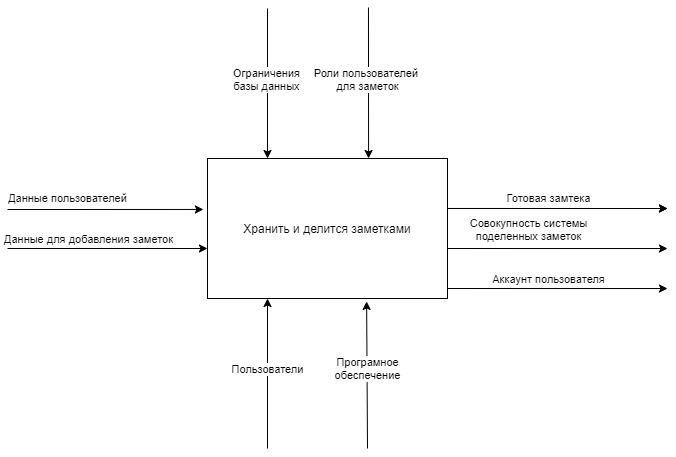 Ограничения
базы данных
Роли пользователей
для заметок
Данные пользователей
Данные для добавления заметок
Хранить и делится заметками
Готовая замтека
Совокупность системы
поделенных заметок
Аккаунт пользователя
Пользователи
Програмное
обеспечение